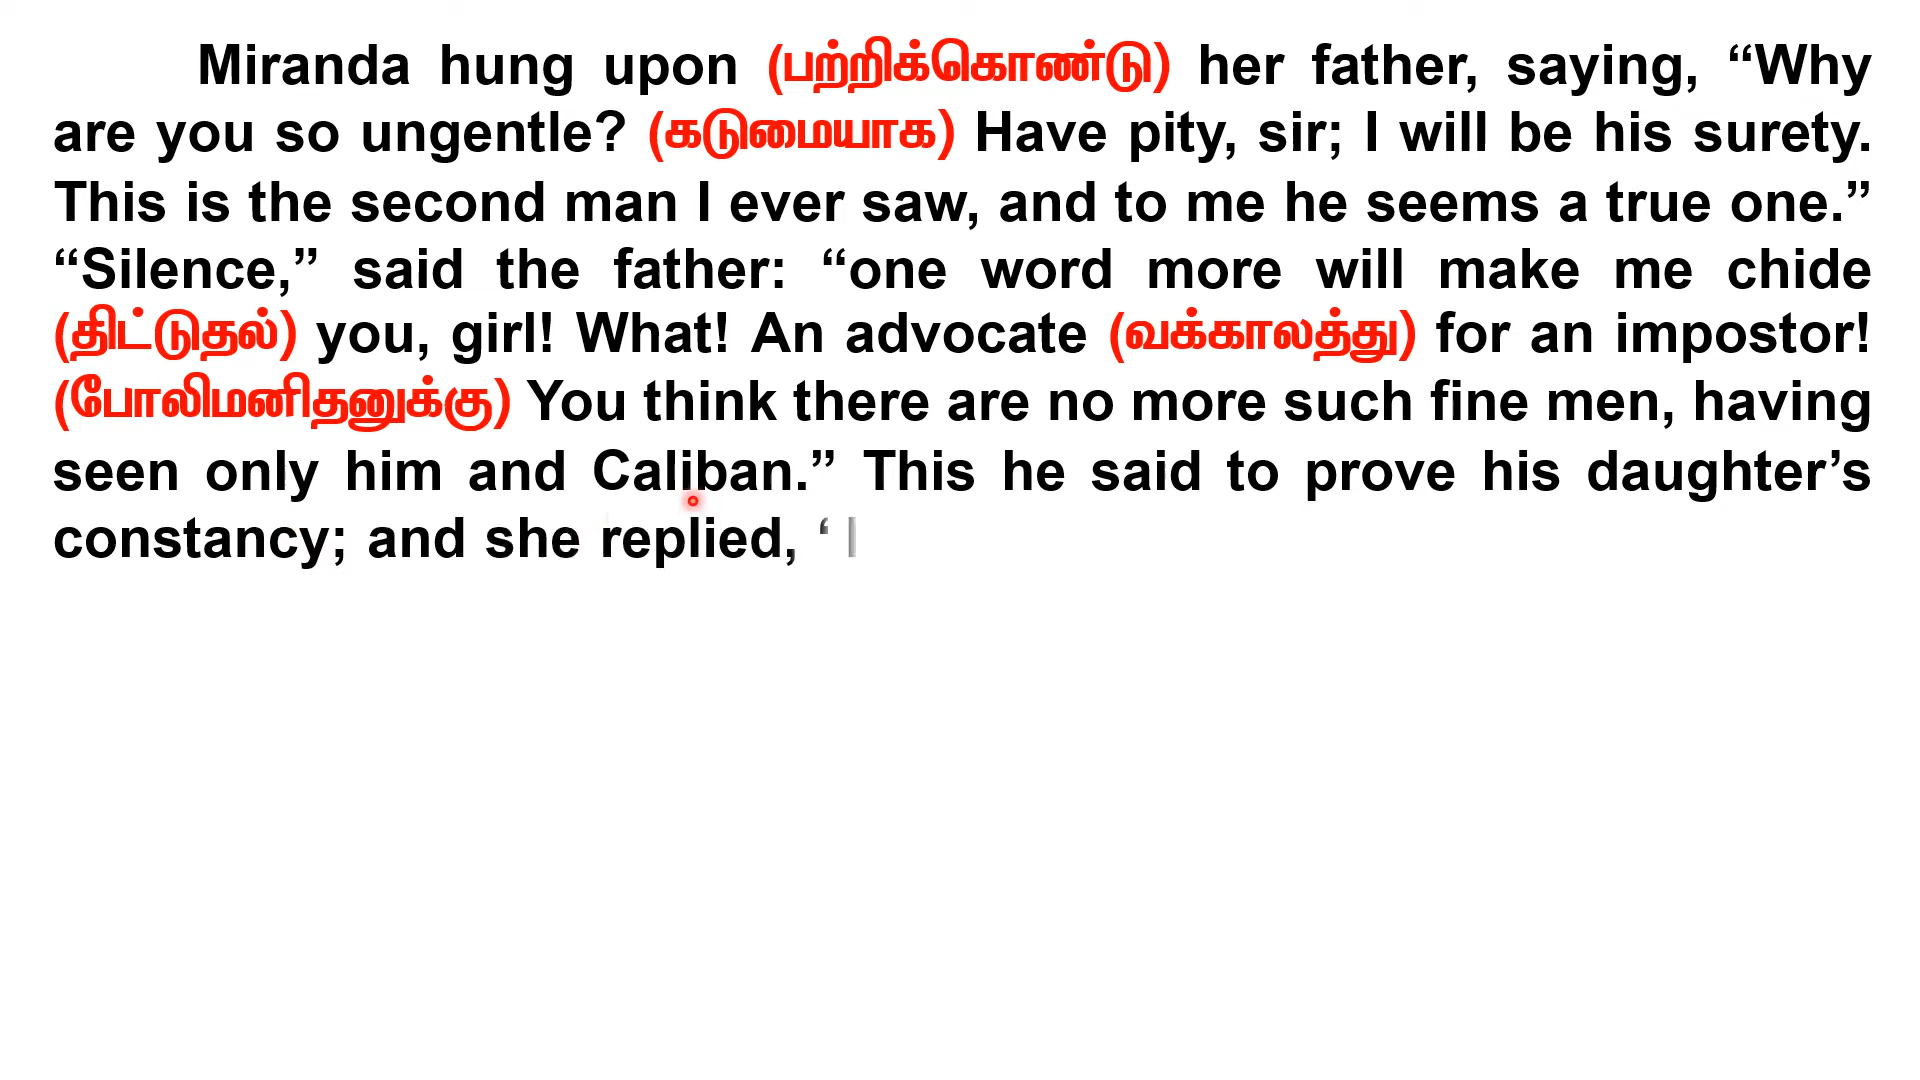 Miranda hung upon (பற்றிக்கொண்டு) her father, saying, “Why
are you so ungentle? (கடுமையாக) Have pity, sir; I will be his surety.
This is the second man I ever saw, and to me he seems a true one.”
“Silence,” said the father: “one word more will make me chide
(திட்டுதல்) you, girl! What! An advocate (வக்காலத்து) for an impostor!
(போலிமனிதனுக்கு) You think there are no more such fine men, having
seen only him and Caliban.” This he said to prove his daughter’s
constancy; and she replied, ‘ I